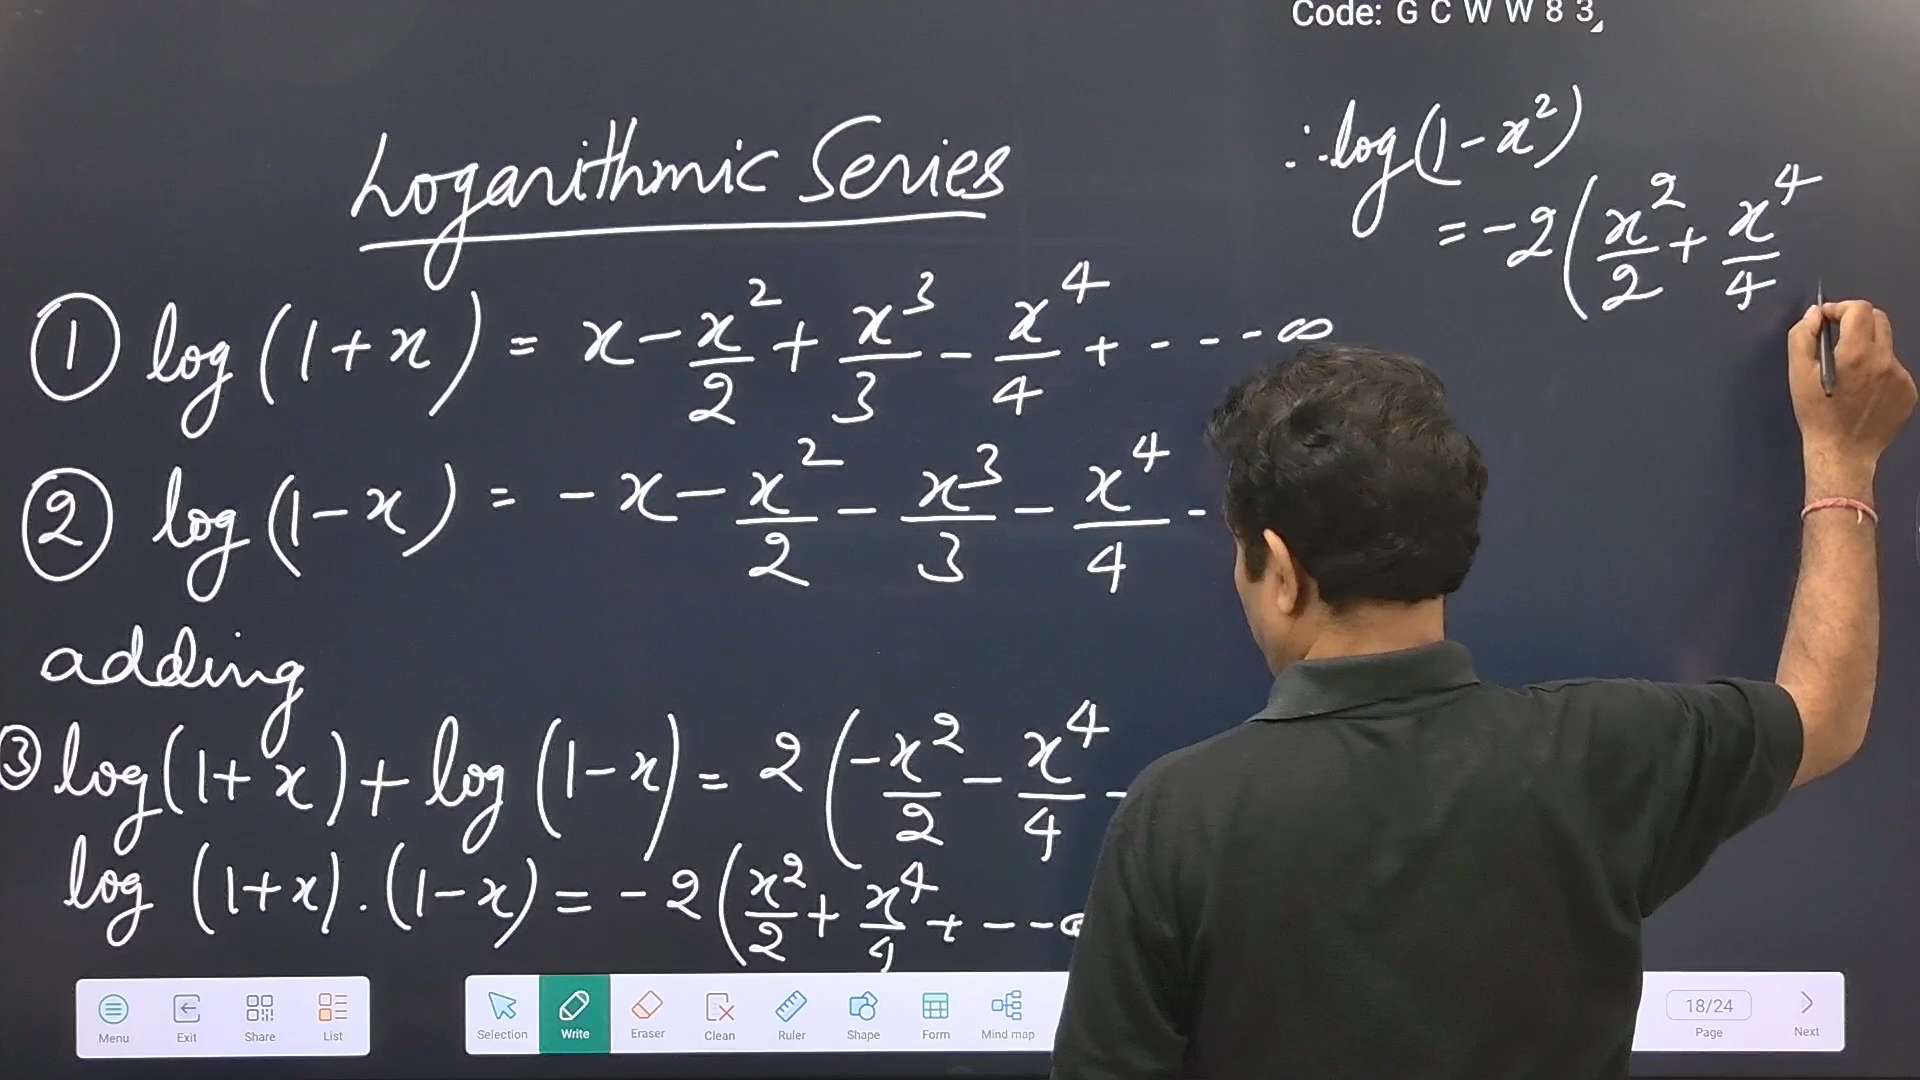 Code: G C W W 8 3
Logarithmic Series
① log (1+x) = x - x²/2 + x³/3 - x⁴/4 + - - - ∞
② log (1-x) = -x - x²/2 - x³/3 - x⁴/4 -
adding
③ log(1+x) + log(1-x) = 2(-x²/2 - x⁴/4 -
log (1+x).(1-x) = -2(x²/2 + x⁴/4 + - - ∞
∴ log(1-x²)
= -2(x²/2 + x⁴/4
Menu Exit Share List Selection Write Eraser Clean Ruler Shape Form Mind map 18/24 Page Next